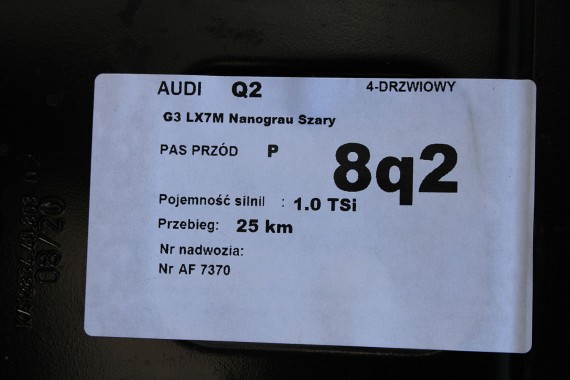 AUDI Q2 4-DRZWIOWY
G3 LX7M Nanograu Szary
PAS PRZÓD P 8q2
Pojemność silnil : 1.0 TSi
Przebieg: 25 km
Nr nadwozia:
Nr AF 7370